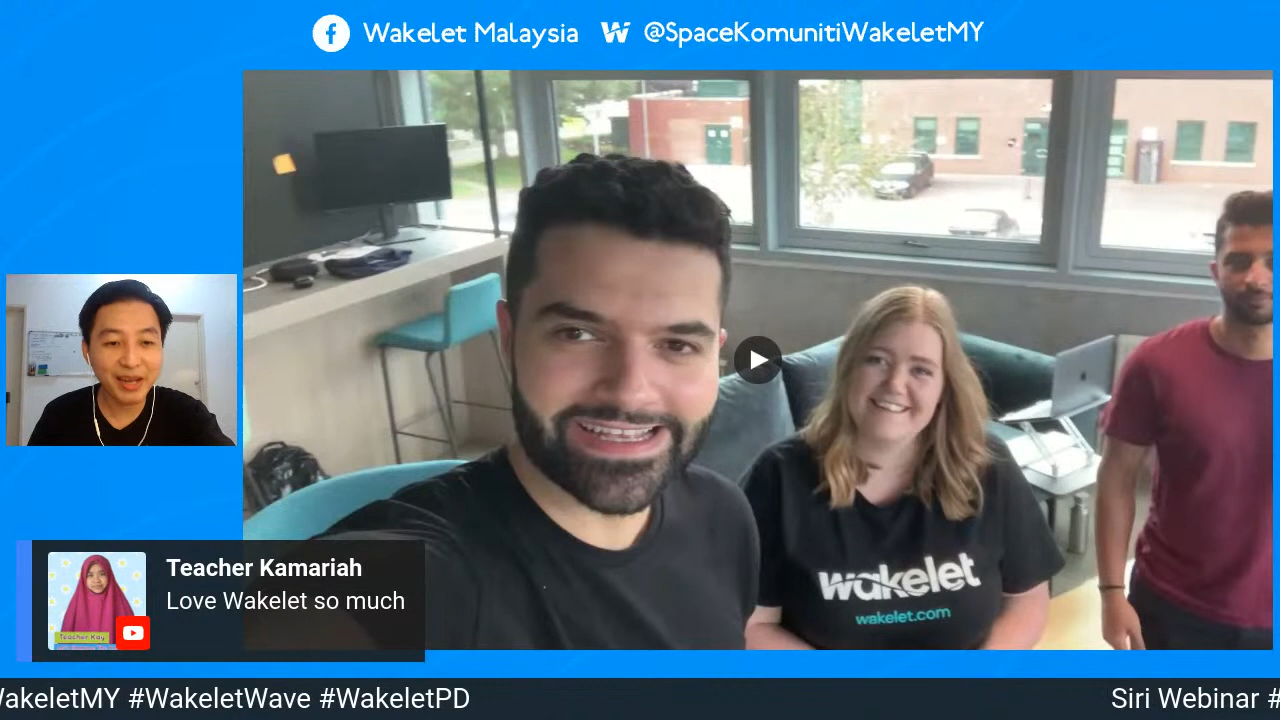 Wakelet Malaysia
@SpaceKomunitiWakeletMY
wakelet
wakelet.com
Teacher Kamariah
Love Wakelet so much
Teacher Kay
WakeletMY #WakeletWave #WakeletPD
Siri Webinar #